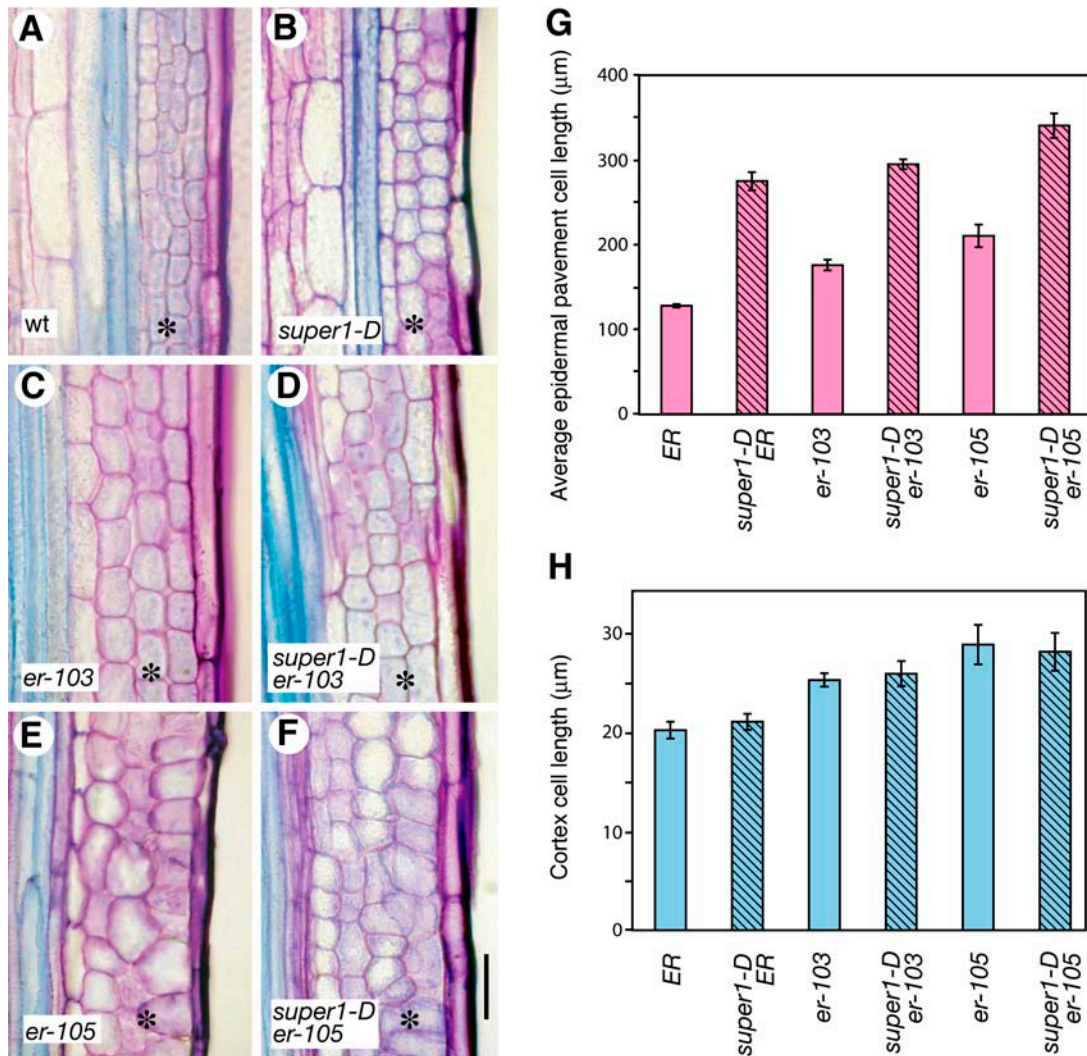 A
wt
*
B
super1-D
*
C
er-103
*
D
super1-D
er-103
*
E
er-105
*
F
super1-D
er-105
*
G
Average epidermal pavement cell length (μm)
400
300
200
100
0
ER
super1-D
ER
er-103
super1-D
er-103
er-105
super1-D
er-105
H
Cortex cell length (μm)
30
20
10
0
ER
super1-D
ER
er-103
super1-D
er-103
er-105
super1-D
er-105